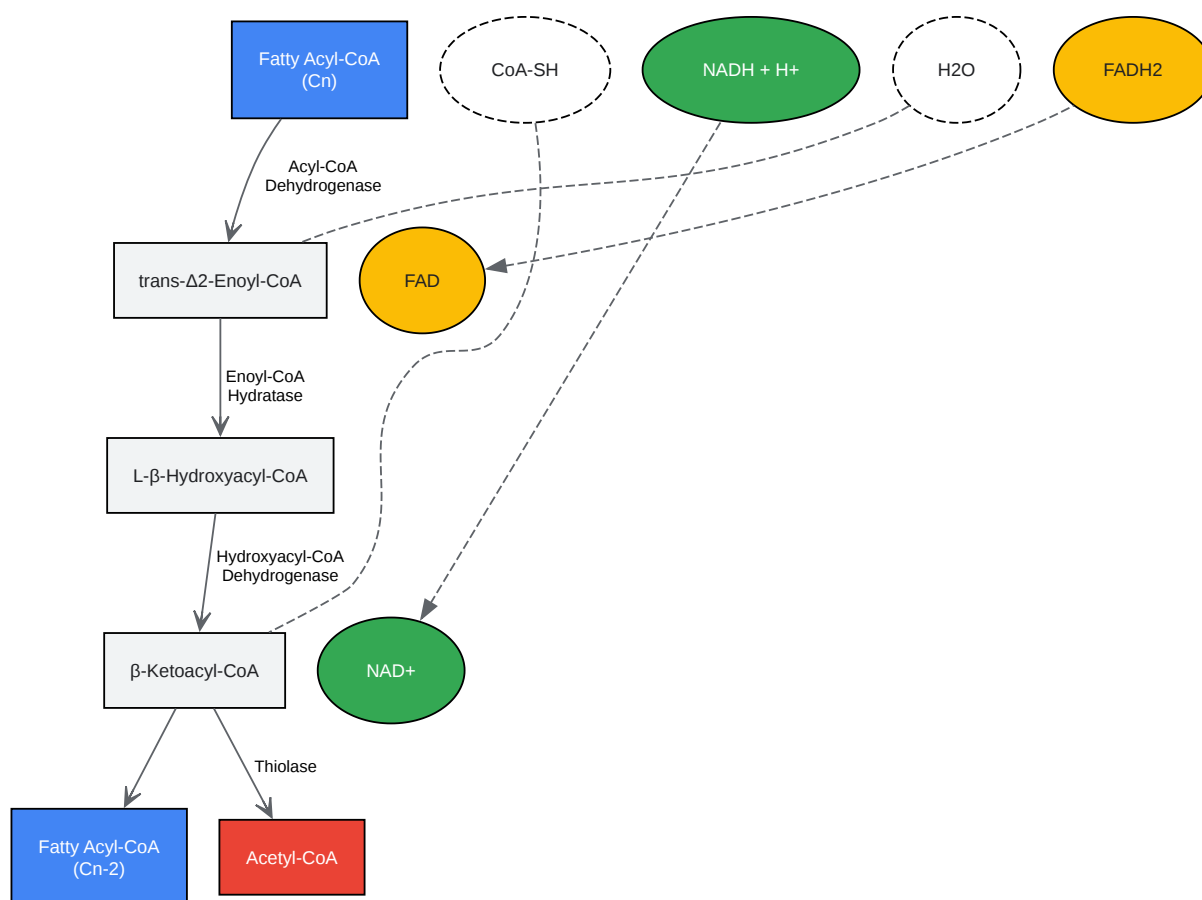 Fatty Acyl-CoA
(Cn)
CoA-SH
NADH + H+
H2O
FADH2
Acyl-CoA
Dehydrogenase
trans-Δ2-Enoyl-CoA
FAD
Enoyl-CoA
Hydratase
L-β-Hydroxyacyl-CoA
Hydroxyacyl-CoA
Dehydrogenase
β-Ketoacyl-CoA
NAD+
Thiolase
Fatty Acyl-CoA
(Cn-2)
Acetyl-CoA